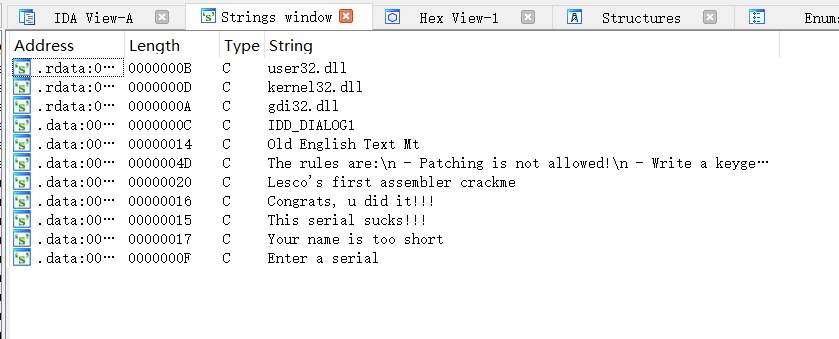 IDA View-A Strings window Hex View-1 Structures Enums
Address Length Type String
.rdata:0… 0000000B C user32.dll
.rdata:0… 0000000D C kernel32.dll
.rdata:0… 0000000A C gdi32.dll
.data:00… 0000000C C IDD_DIALOG1
.data:00… 00000014 C Old English Text Mt
.data:00… 0000004D C The rules are:\n - Patching is not allowed!\n - Write a keyge…
.data:00… 00000020 C Lesco's first assembler crackme
.data:00… 00000016 C Congrats, u did it!!!
.data:00… 00000015 C This serial sucks!!!
.data:00… 00000017 C Your name is too short
.data:00… 0000000F C Enter a serial